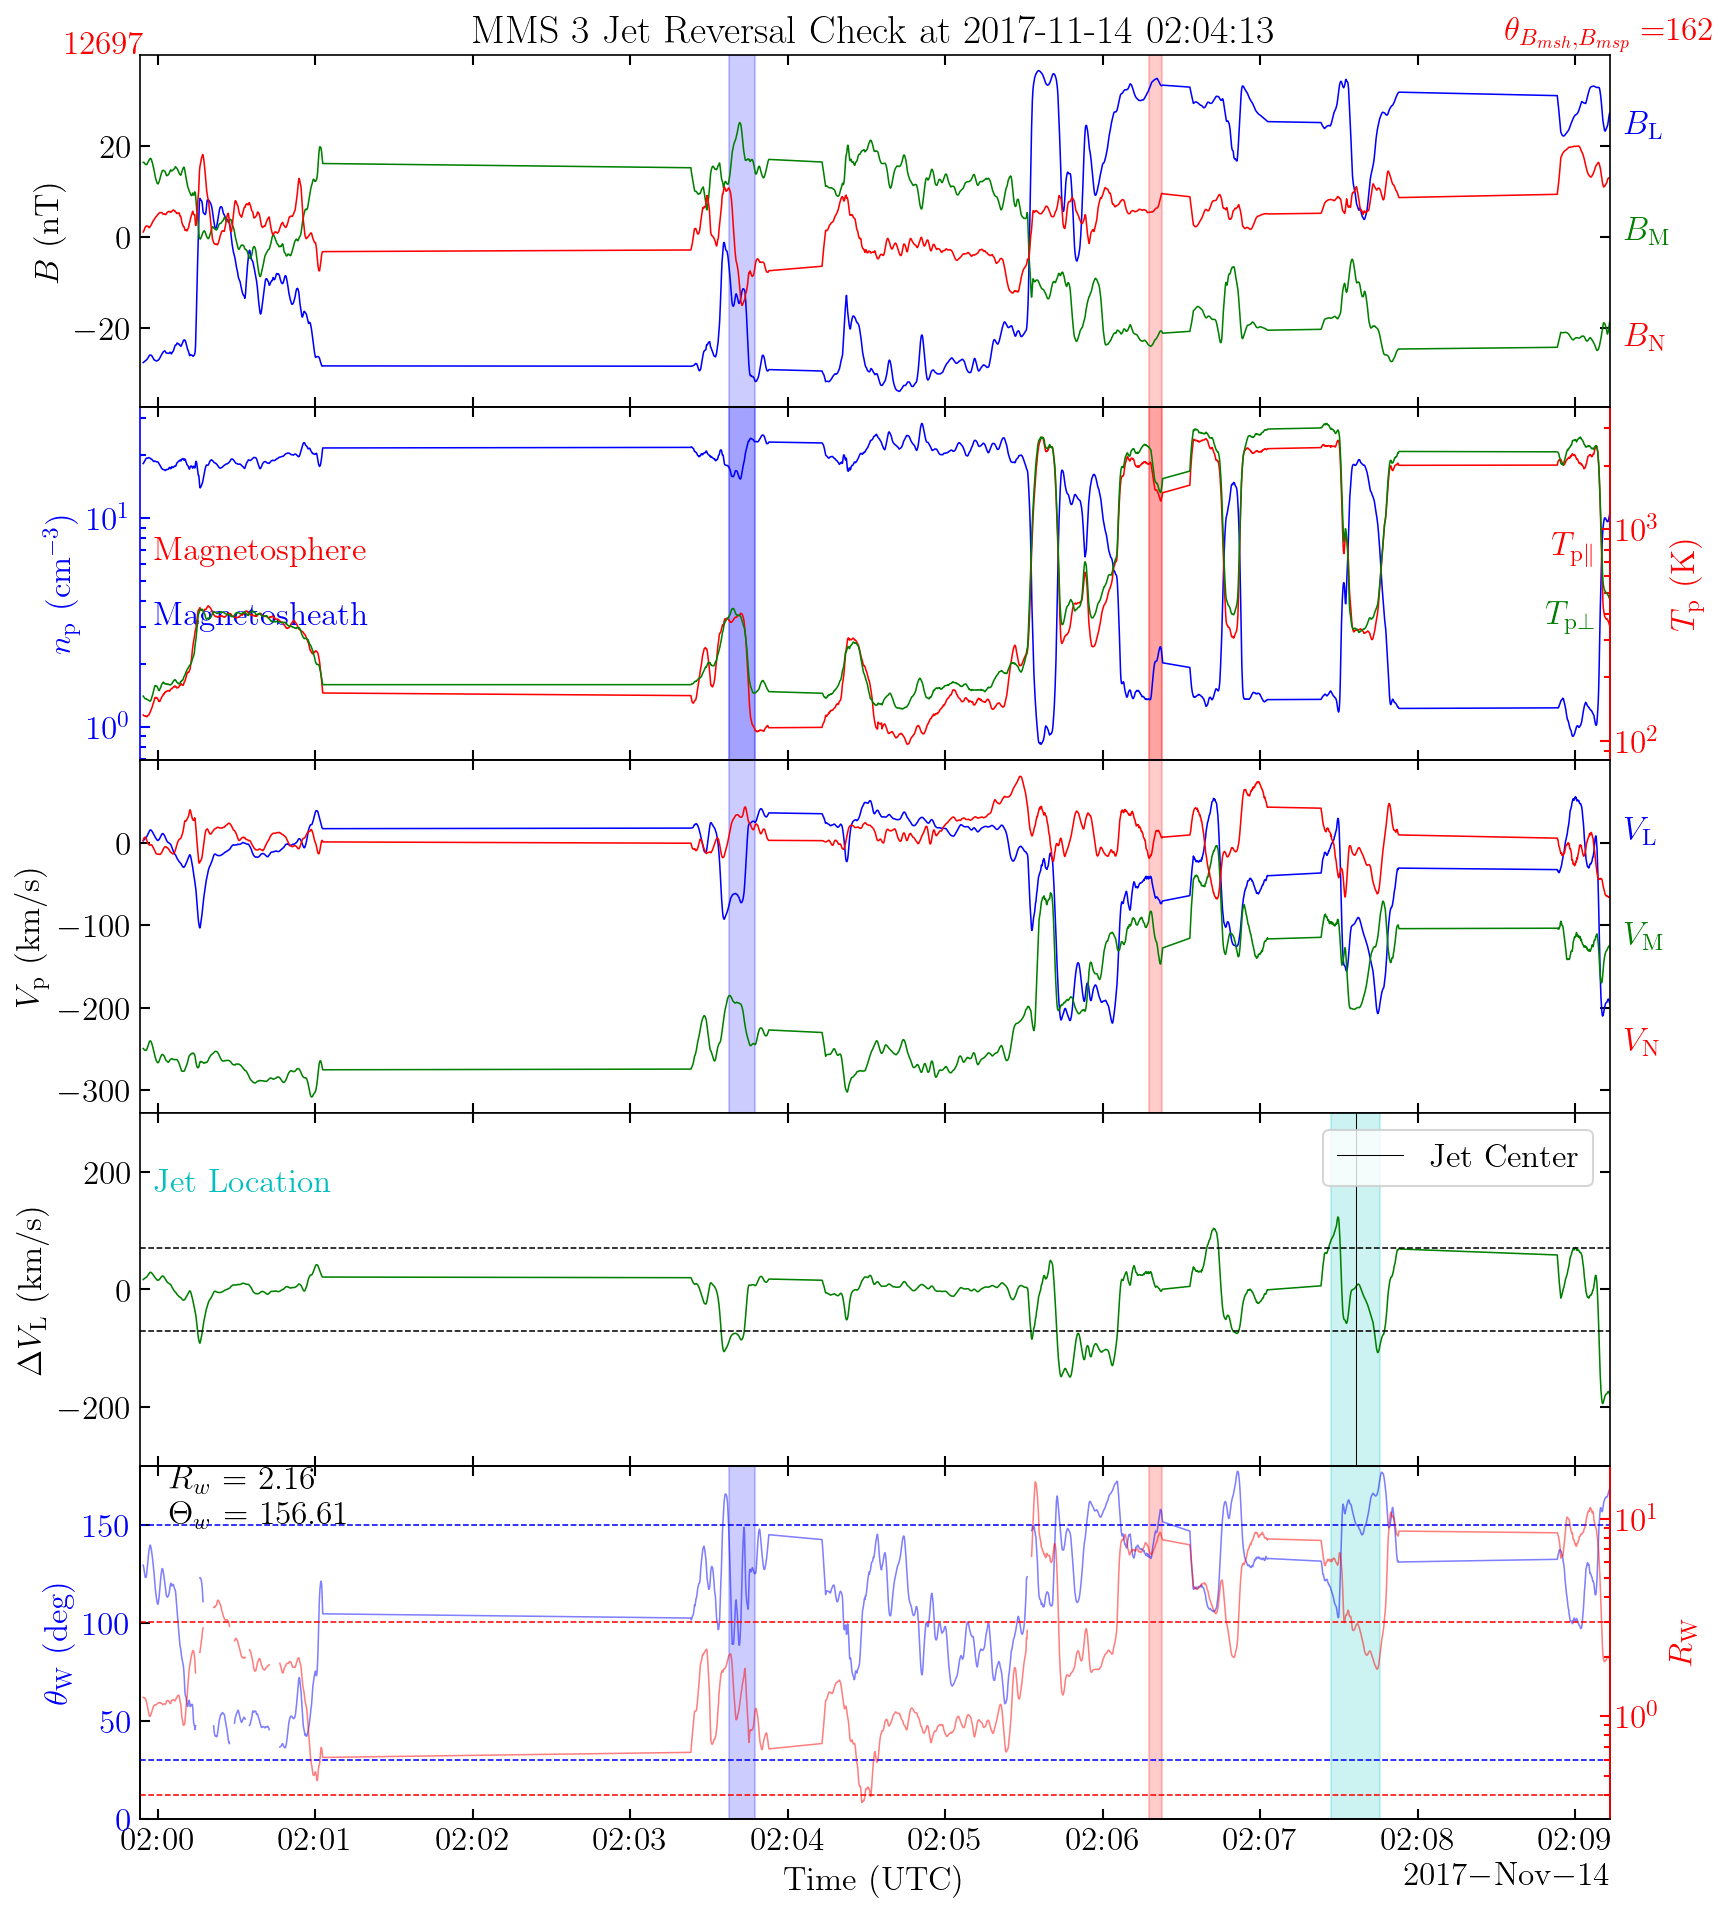 12697
MMS 3 Jet Reversal Check at 2017-11-14 02:04:13
θ_{B_{msh},B_{msp}} =162
B (nT)
20
0
−20
B_L
B_M
B_N
n_p (cm^{−3})
10^1
10^0
Magnetosphere
Magnetosheath
T_{p∥}
T_{p⊥}
10^3
10^2
T_p (K)
V_p (km/s)
0
−100
−200
−300
V_L
V_M
V_N
ΔV_L (km/s)
200
0
−200
Jet Location
Jet Center
θ_W (deg)
150
100
50
0
R_w = 2.16
Θ_w = 156.61
10^1
10^0
R_W
02:00 02:01 02:02 02:03 02:04 02:05 02:06 02:07 02:08 02:09
Time (UTC)
2017−Nov−14